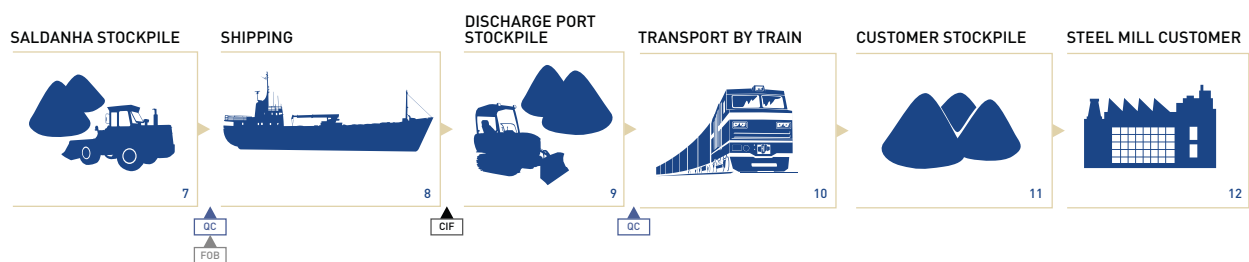 SALDANHA STOCKPILE
SHIPPING
DISCHARGE PORT
STOCKPILE
TRANSPORT BY TRAIN
CUSTOMER STOCKPILE
STEEL MILL CUSTOMER
7
8
9
10
11
12
QC
CIF
QC
FOB